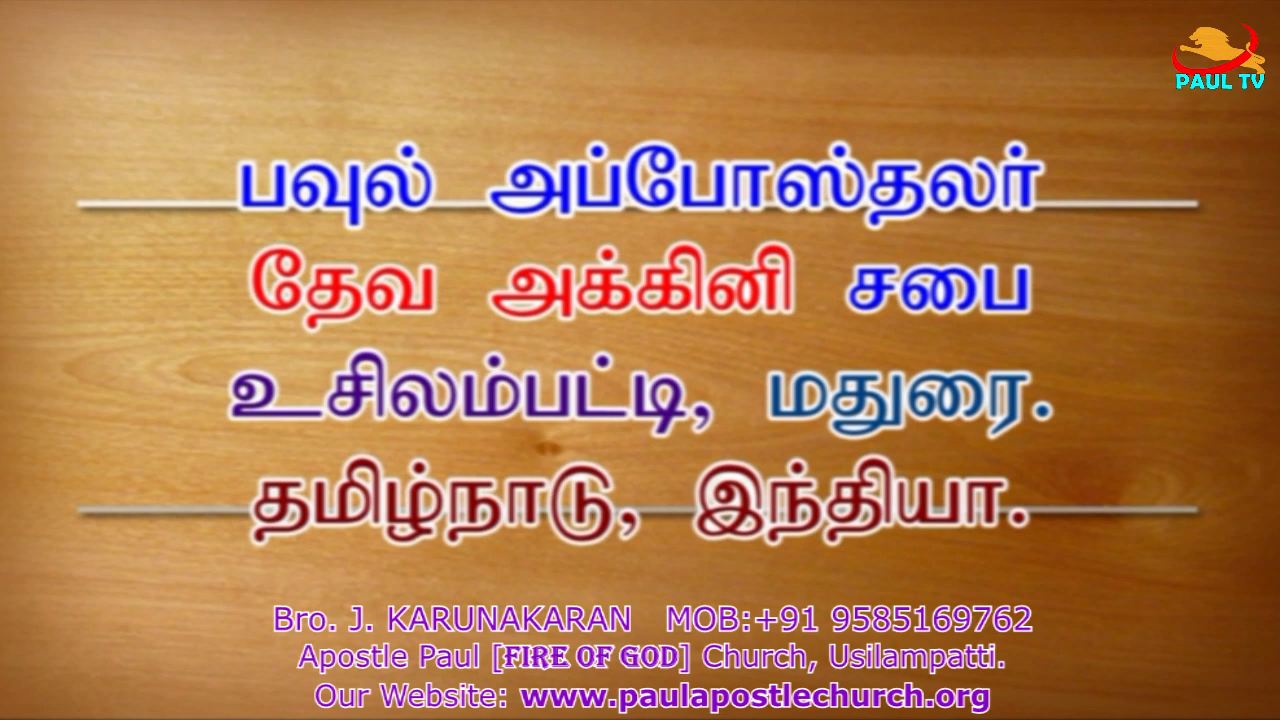 PAUL TV
பவுல் அப்போஸ்தலர்
தேவ அக்கினி சபை
உசிலம்பட்டி, மதுரை.
தமிழ்நாடு, இந்தியா.
Bro. J. KARUNAKARAN MOB:+91 9585169762
Apostle Paul [FIRE OF GOD] Church, Usilampatti.
Our Website: www.paulapostlechurch.org